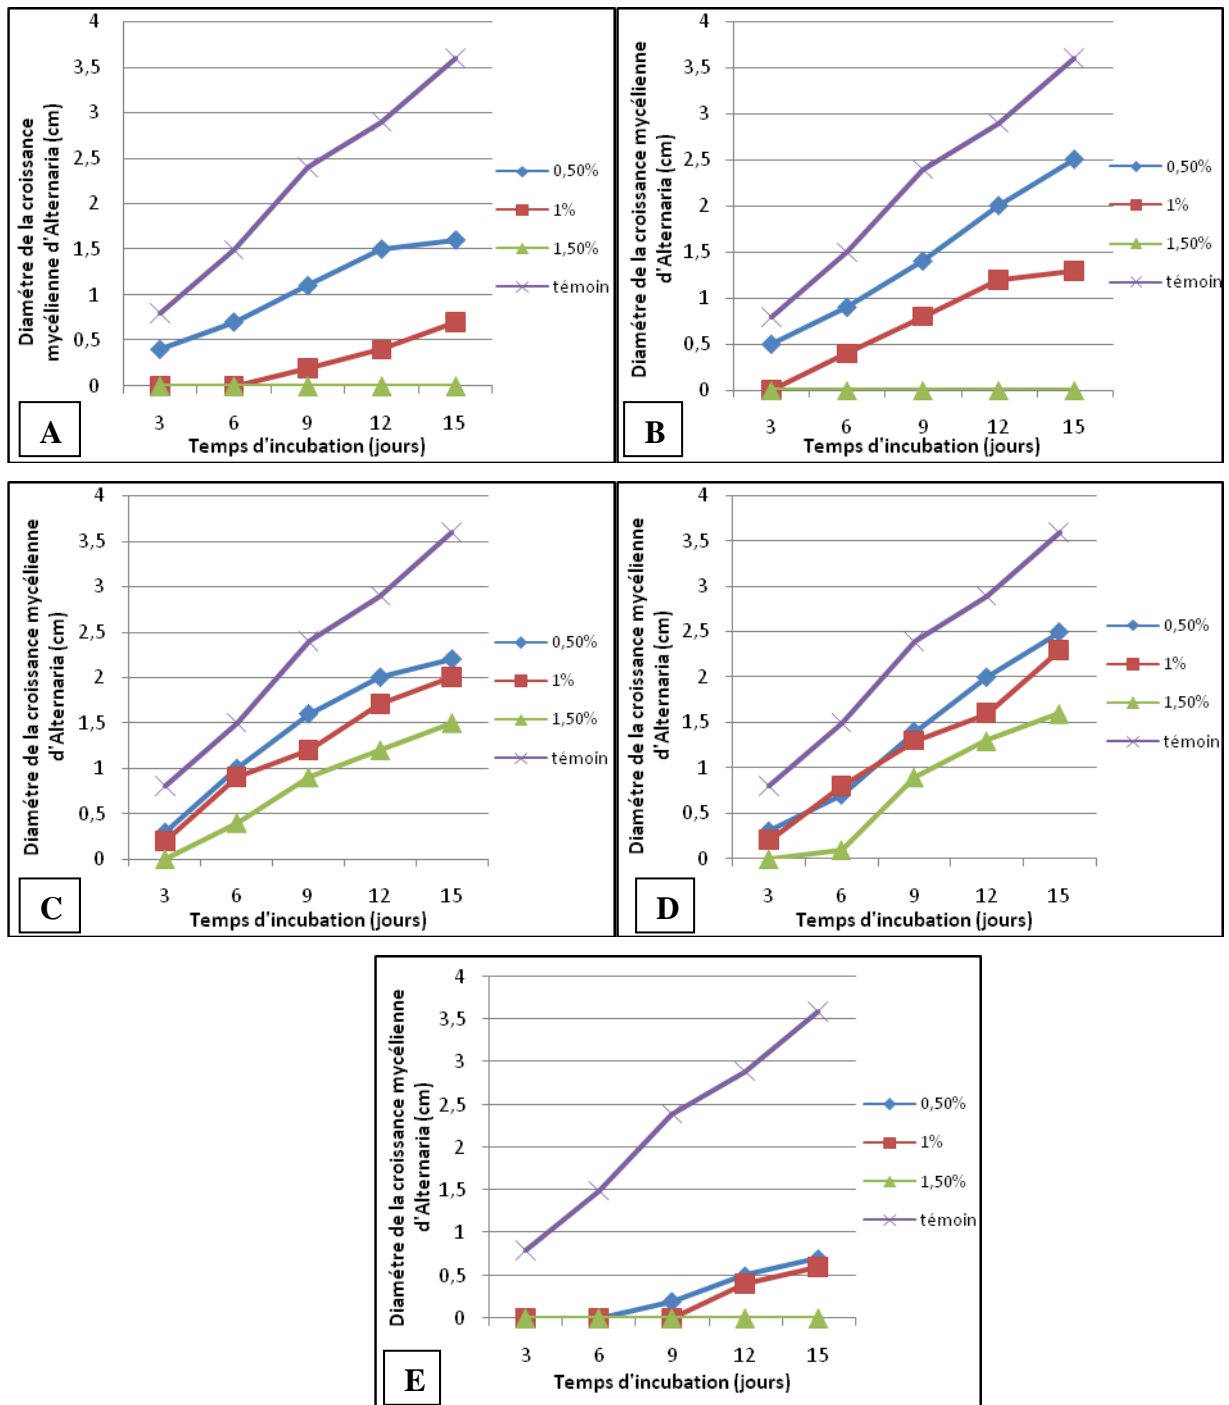 Diamétre de la croissance
mycélienne d'Alternaria (cm)
4
3,5
3
2,5
2
1,5
1
0,5
0
3 6 9 12 15
Temps d'incubation (jours)
0,50%
1%
1,50%
témoin
A
Diamétre de la croissance mycélienne
d'Alternaria (cm)
4
3,5
3
2,5
2
1,5
1
0,5
0
3 6 9 12 15
Temps d'incubation (jours)
0,50%
1%
1,50%
témoin
B
Diamétre de la croissance mycélienne
d'Alternaria (cm)
4
3,5
3
2,5
2
1,5
1
0,5
0
3 6 9 12 15
Temps d'incubation (jours)
0,50%
1%
1,50%
témoin
C
Diamétre de la croissance mycélienne
d'Alternaria (cm)
4
3,5
3
2,5
2
1,5
1
0,5
0
3 6 9 12 15
Temps d'incubation (jours)
0,50%
1%
1,50%
témoin
D
Diamétre de la croissance mycélienne
d'Alternaria (cm)
4
3,5
3
2,5
2
1,5
1
0,5
0
3 6 9 12 15
Temps d'incubation (jours)
0,50%
1%
1,50%
témoin
E